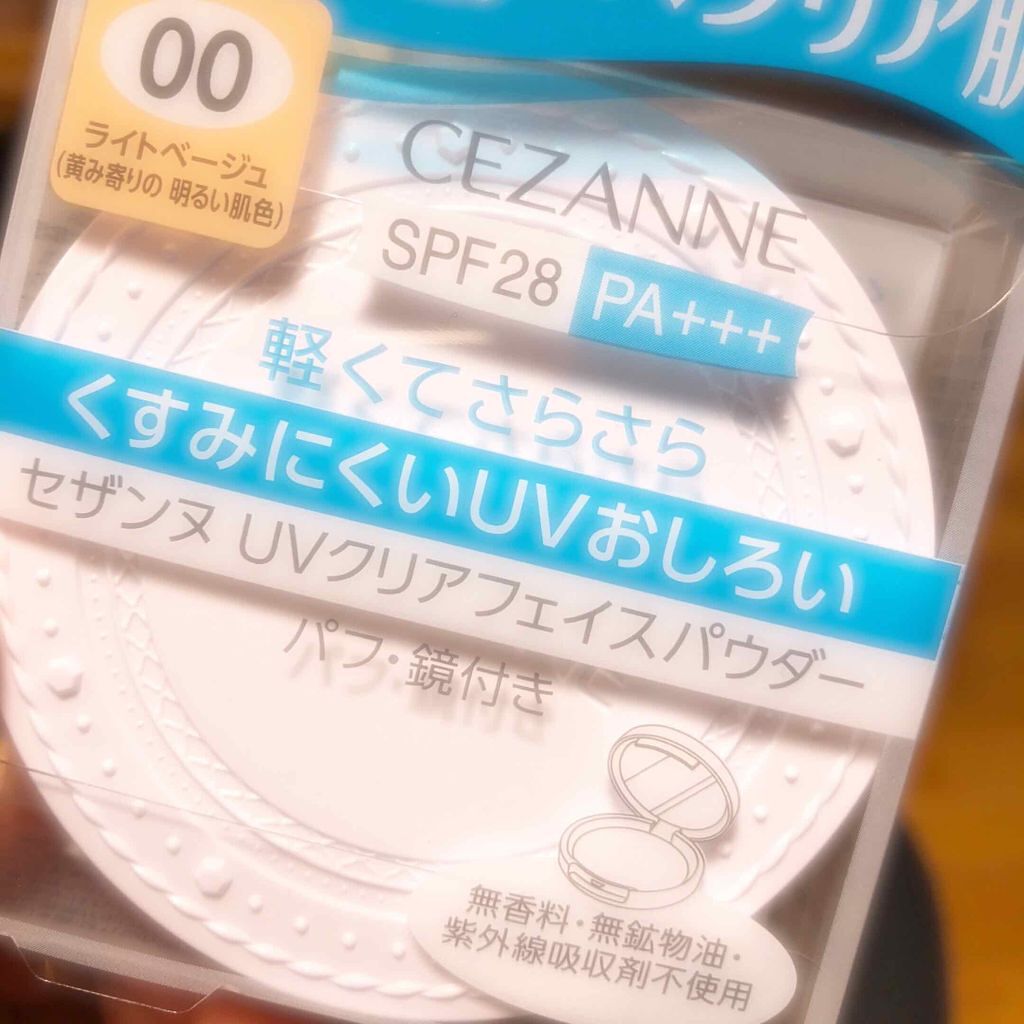 クリア肌
00
ライトベージュ
(黄み寄りの 明るい肌色)
CEZANNE
SPF28 PA+++
軽くてさらさら
くすみにくいUVおしろい
セザンヌ UVクリアフェイスパウダー
パフ・鏡付き
無香料・無鉱物油・
紫外線吸収剤不使用